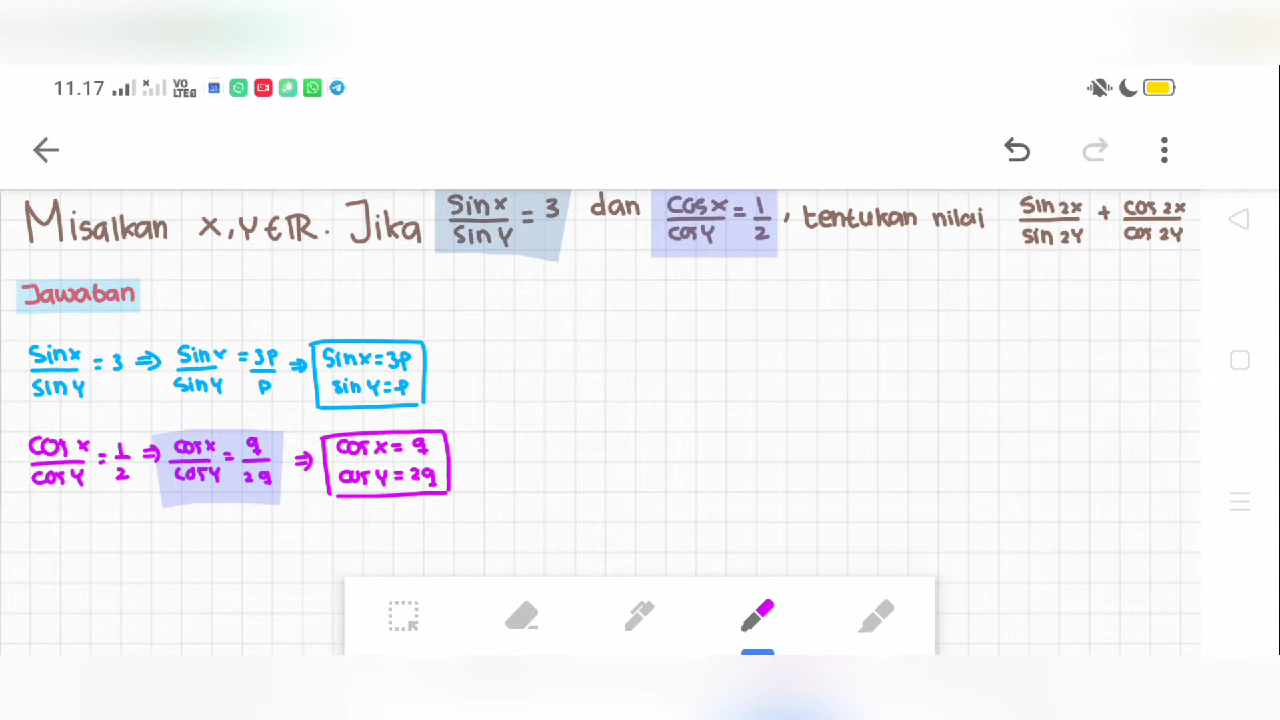 11.17 VO LTE
Misalkan x, y ∈ ℝ. Jika sin x / sin y = 3 dan cos x / cos y = 1/2, tentukan nilai sin 2x / sin 2y + cos 2x / cos 2y
Jawaban
sin x / sin y = 3 ⇒ sin x / sin y = 3p / p ⇒ sin x = 3p
sin y = p
cos x / cos y = 1/2 ⇒ cos x / cos y = q / 2q ⇒ cos x = q
cos y = 2q